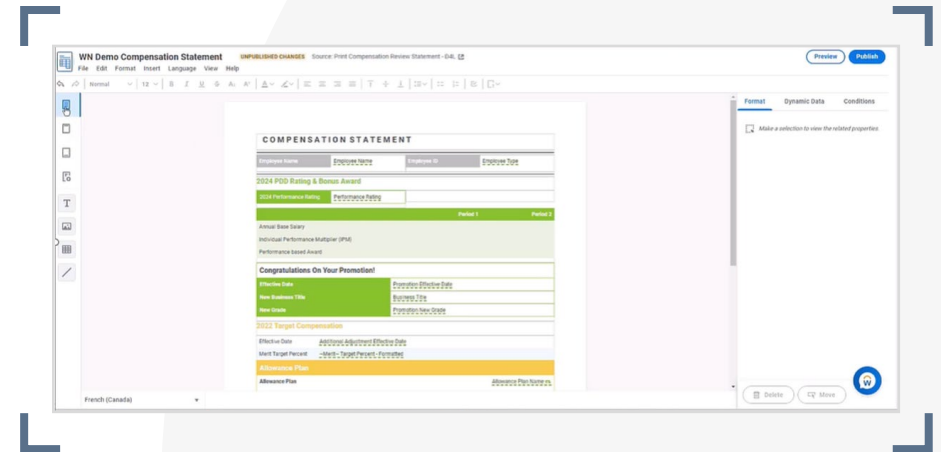 WN Demo Compensation Statement UNPUBLISHED CHANGES Source: Print Compensation Review Statement - D4L Preview Publish
File Edit Format Insert Language View Help
Normal 12 B I U S
Format Dynamic Data Conditions
Make a selection to view the related properties.
COMPENSATION STATEMENT
Employee Name Employee Name Employee ID Employee Type
2024 PDD Rating & Bonus Award
2024 Performance Rating Performance Rating
Period 1 Period 2
Annual Base Salary
Individual Performance Multiplier (IPM)
Performance based Award
Congratulations On Your Promotion!
Effective Date Promotion Effective Date
New Business Title Business Title
New Grade Promotion New Grade
2022 Target Compensation
Effective Date Additional Adjustment Effective Date
Merit Target Percent --Merit-- Target Percent - Formatted
Allowance Plan
Allowance Plan Allowance Plan Name
French (Canada)
Delete Move